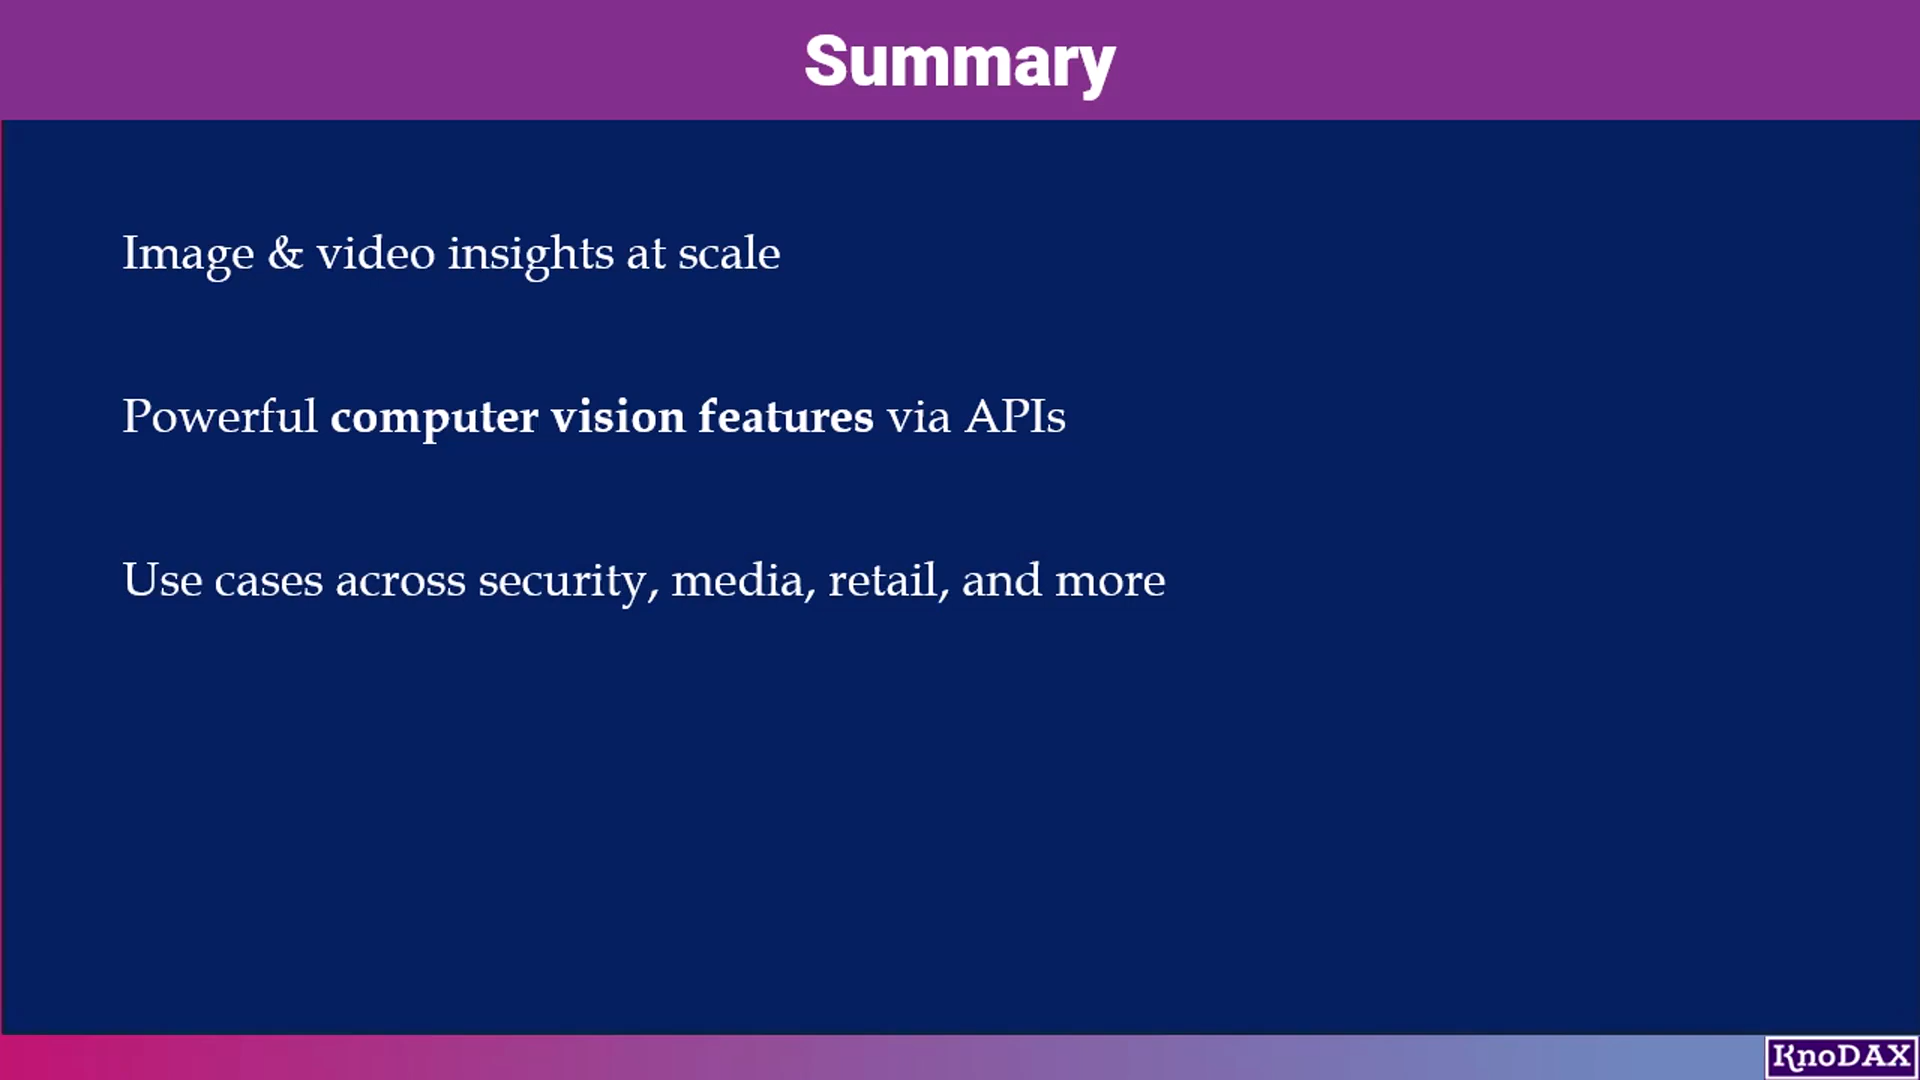 Summary
Image & video insights at scale
Powerful computer vision features via APIs
Use cases across security, media, retail, and more
KnoDAX